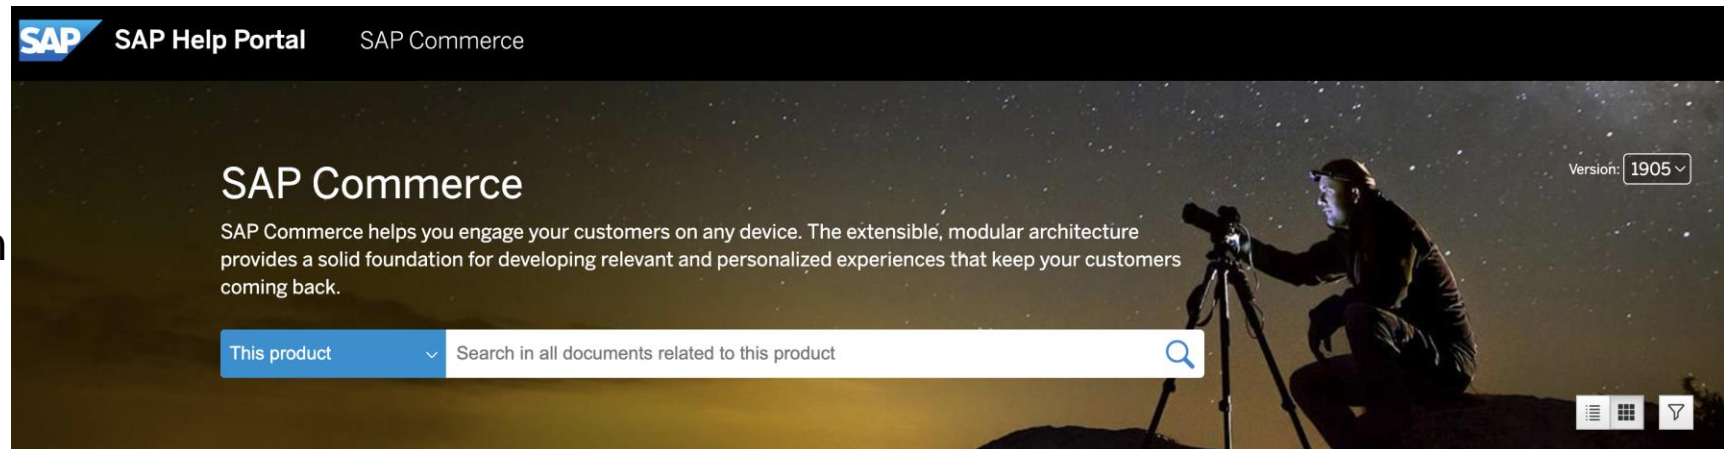 SAP SAP Help Portal SAP Commerce
SAP Commerce
Version: 1905
SAP Commerce helps you engage your customers on any device. The extensible, modular architecture
provides a solid foundation for developing relevant and personalized experiences that keep your customers
coming back.
This product Search in all documents related to this product